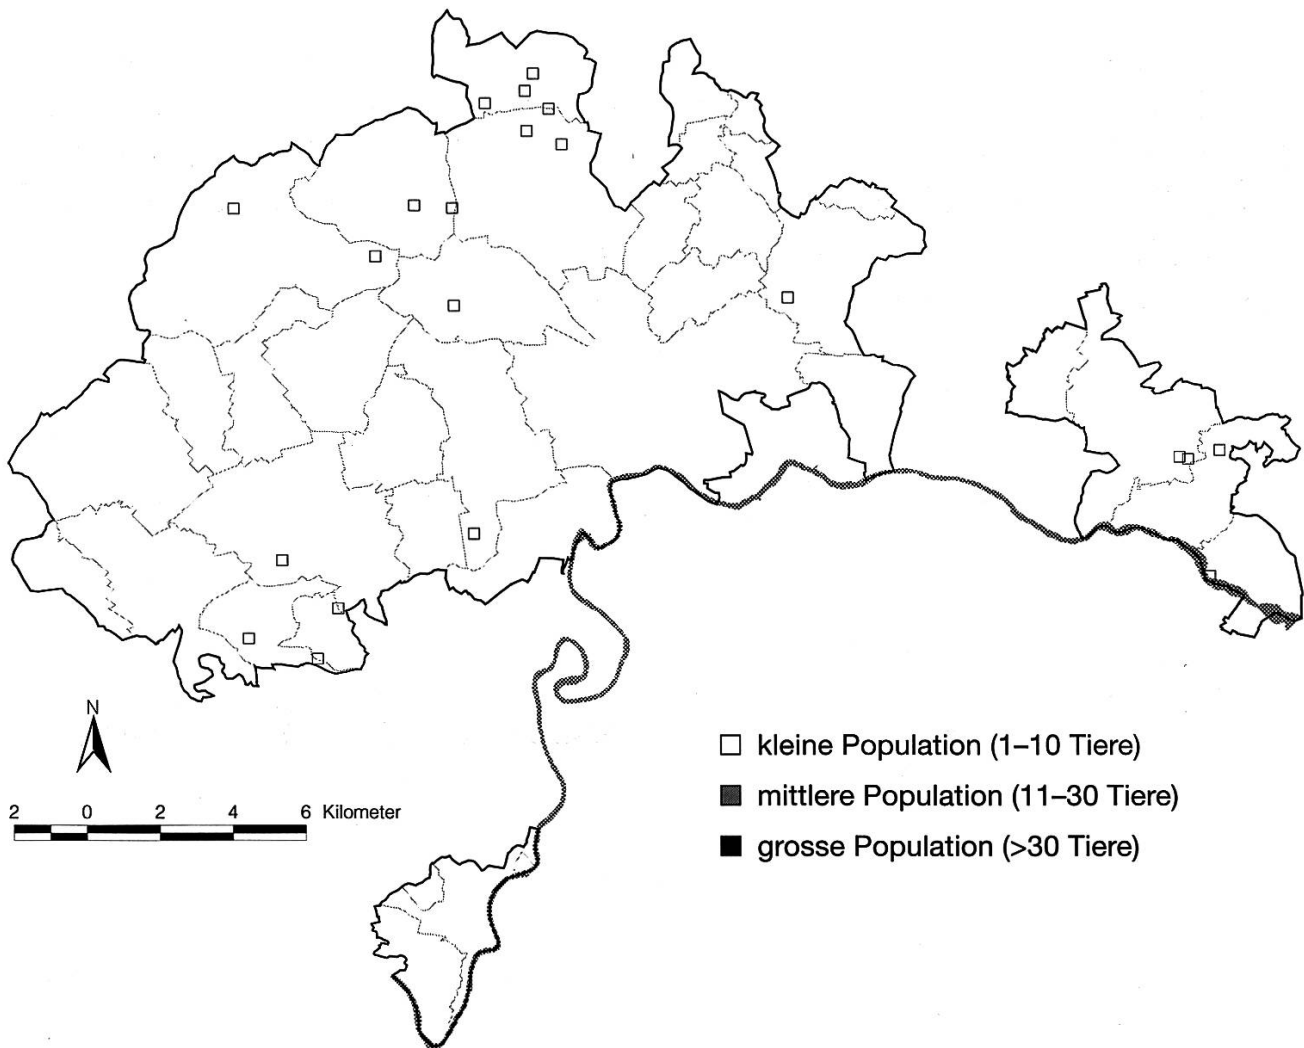 N
2 0 2 4 6 Kilometer
kleine Population (1–10 Tiere)
mittlere Population (11–30 Tiere)
grosse Population (>30 Tiere)